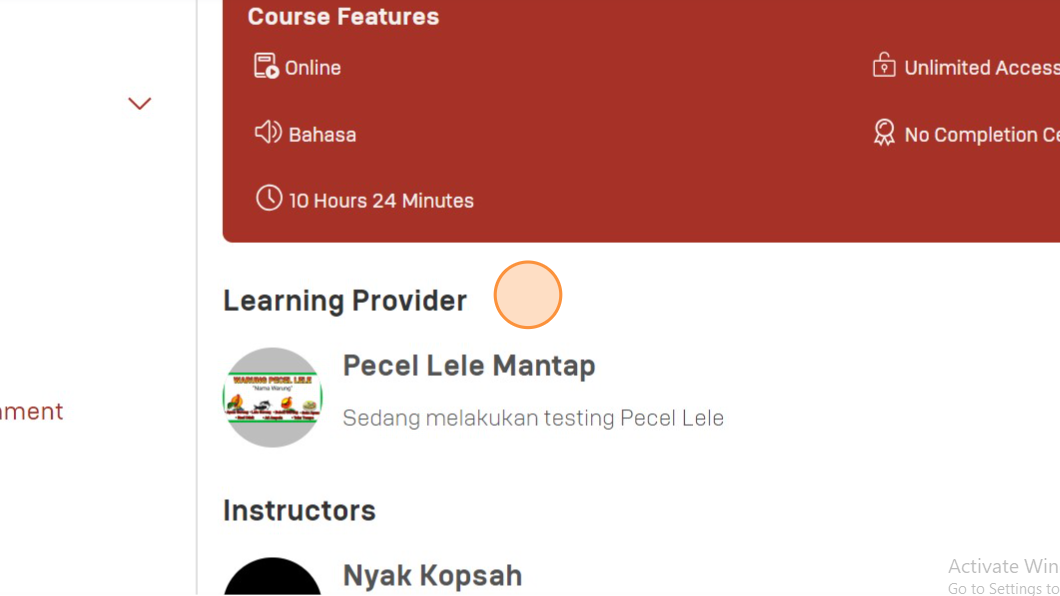 Course Features
Online
Unlimited Access
Bahasa
No Completion Ce
10 Hours 24 Minutes
Learning Provider
Pecel Lele Mantap
WARUNG PECEL LELE
"Nama Warung"
Sedang melakukan testing Pecel Lele
nment
Instructors
Nyak Kopsah
Activate Win
Go to Settings to